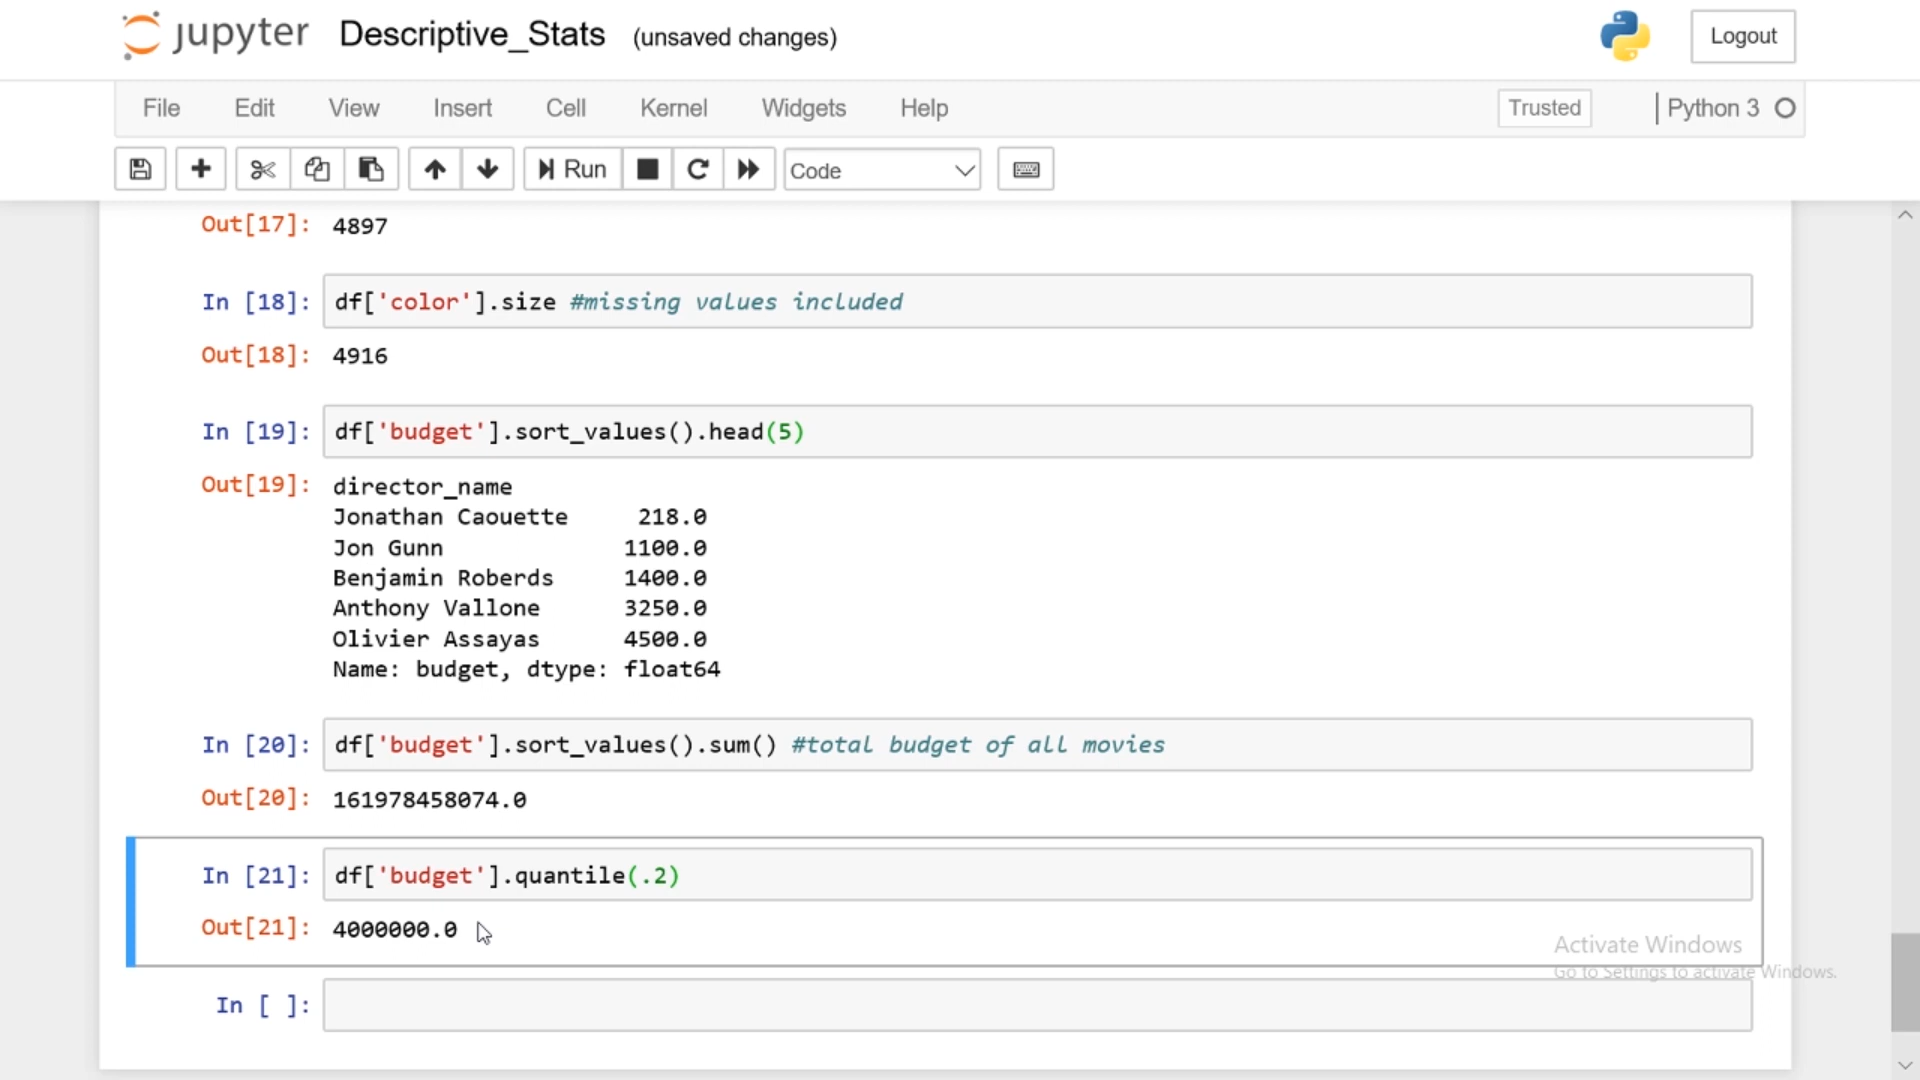 jupyter Descriptive_Stats (unsaved changes) Logout
File Edit View Insert Cell Kernel Widgets Help Trusted Python 3
Run Code
Out[17]: 4897
In [18]: df['color'].size #missing values included
Out[18]: 4916
In [19]: df['budget'].sort_values().head(5)
Out[19]: director_name
Jonathan Caouette 218.0
Jon Gunn 1100.0
Benjamin Roberds 1400.0
Anthony Vallone 3250.0
Olivier Assayas 4500.0
Name: budget, dtype: float64
In [20]: df['budget'].sort_values().sum() #total budget of all movies
Out[20]: 161978458074.0
In [21]: df['budget'].quantile(.2)
Out[21]: 4000000.0
Activate Windows
Go to Settings to activate Windows.
In [ ]: